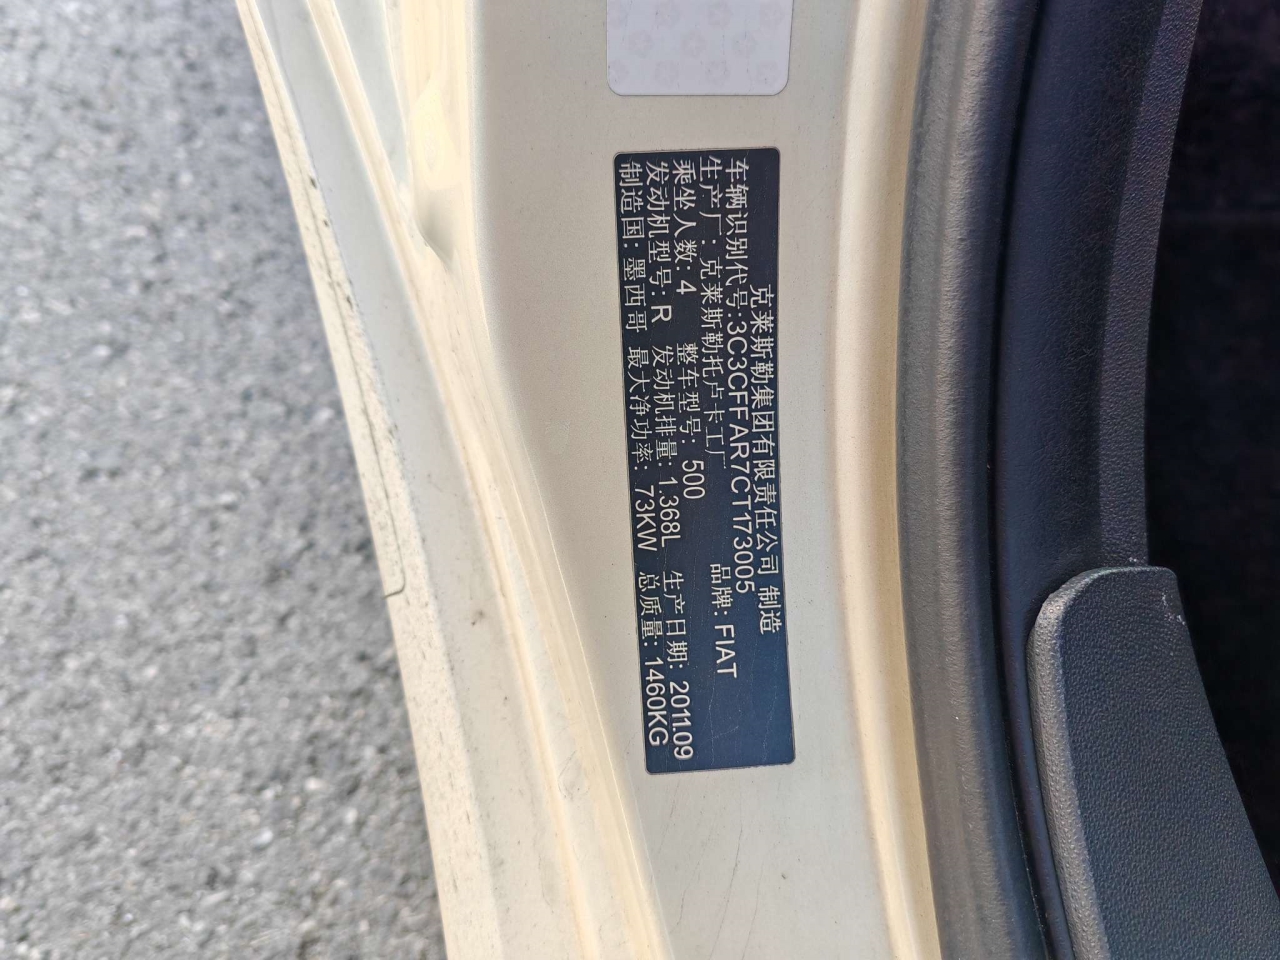 克莱斯勒集团有限责任公司 制造
车辆识别代号:3C3CFFAR7CT173005
生产厂:克莱斯勒托卢卡工厂 品牌:FIAT
乘坐人数:4 整车型号:500
发动机型号:R 发动机排量:1.368L 生产日期:2011.09
制造国:墨西哥 最大净功率:73KW 总质量:1460KG